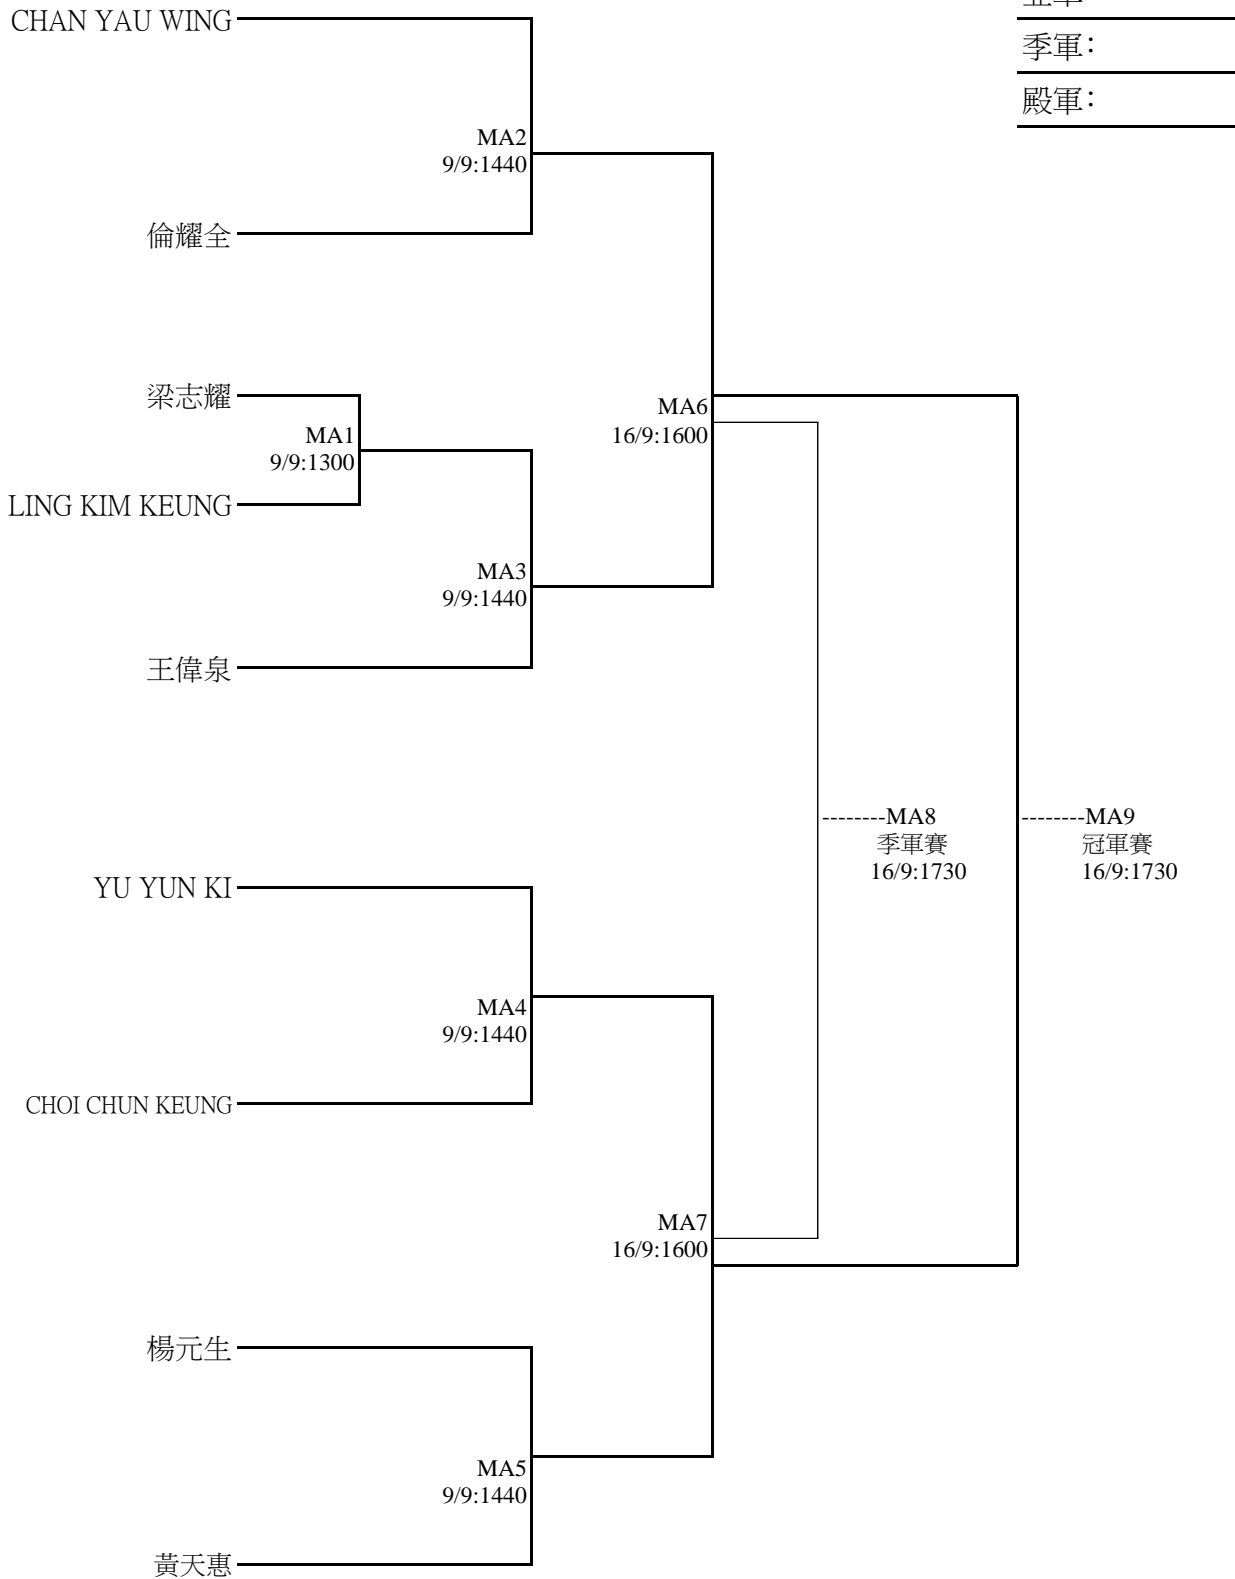 CHAN YAU WING
季軍：
殿軍：
MA2
9/9:1440
倫耀全
梁志耀
MA6
16/9:1600
MA1
9/9:1300
LING KIM KEUNG
MA3
9/9:1440
王偉泉
--------MA8
季軍賽
16/9:1730
--------MA9
冠軍賽
16/9:1730
YU YUN KI
MA4
9/9:1440
CHOI CHUN KEUNG
MA7
16/9:1600
楊元生
MA5
9/9:1440
黃天惠